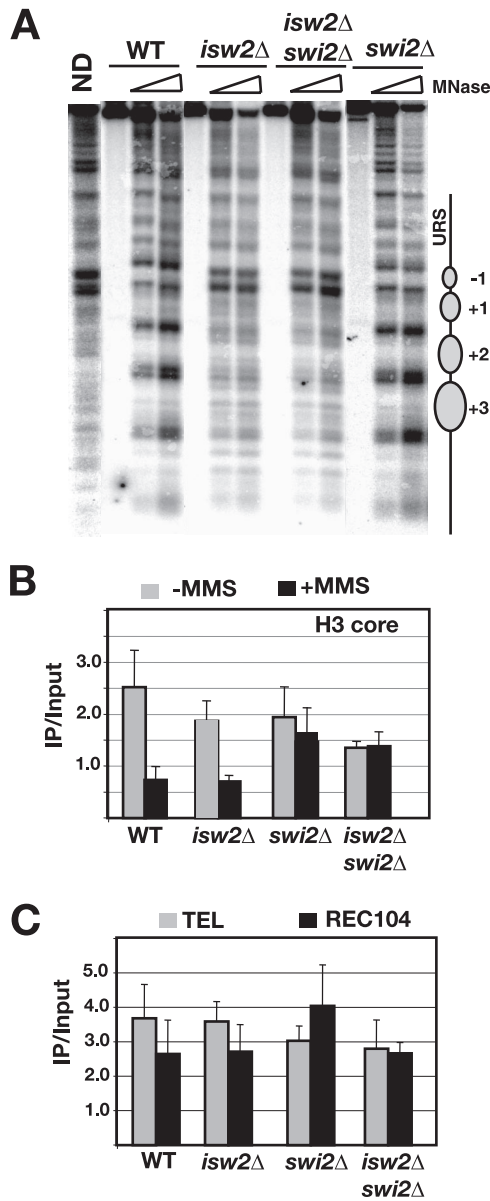 A
ND
WT
isw2Δ
isw2Δ
swi2Δ
swi2Δ
MNase
URS
-1
+1
+2
+3
B
-MMS
+MMS
H3 core
IP/Input
3.0
2.0
1.0
WT
isw2Δ
swi2Δ
isw2Δ
swi2Δ
C
TEL
REC104
IP/Input
5.0
4.0
3.0
2.0
1.0
WT
isw2Δ
swi2Δ
isw2Δ
swi2Δ